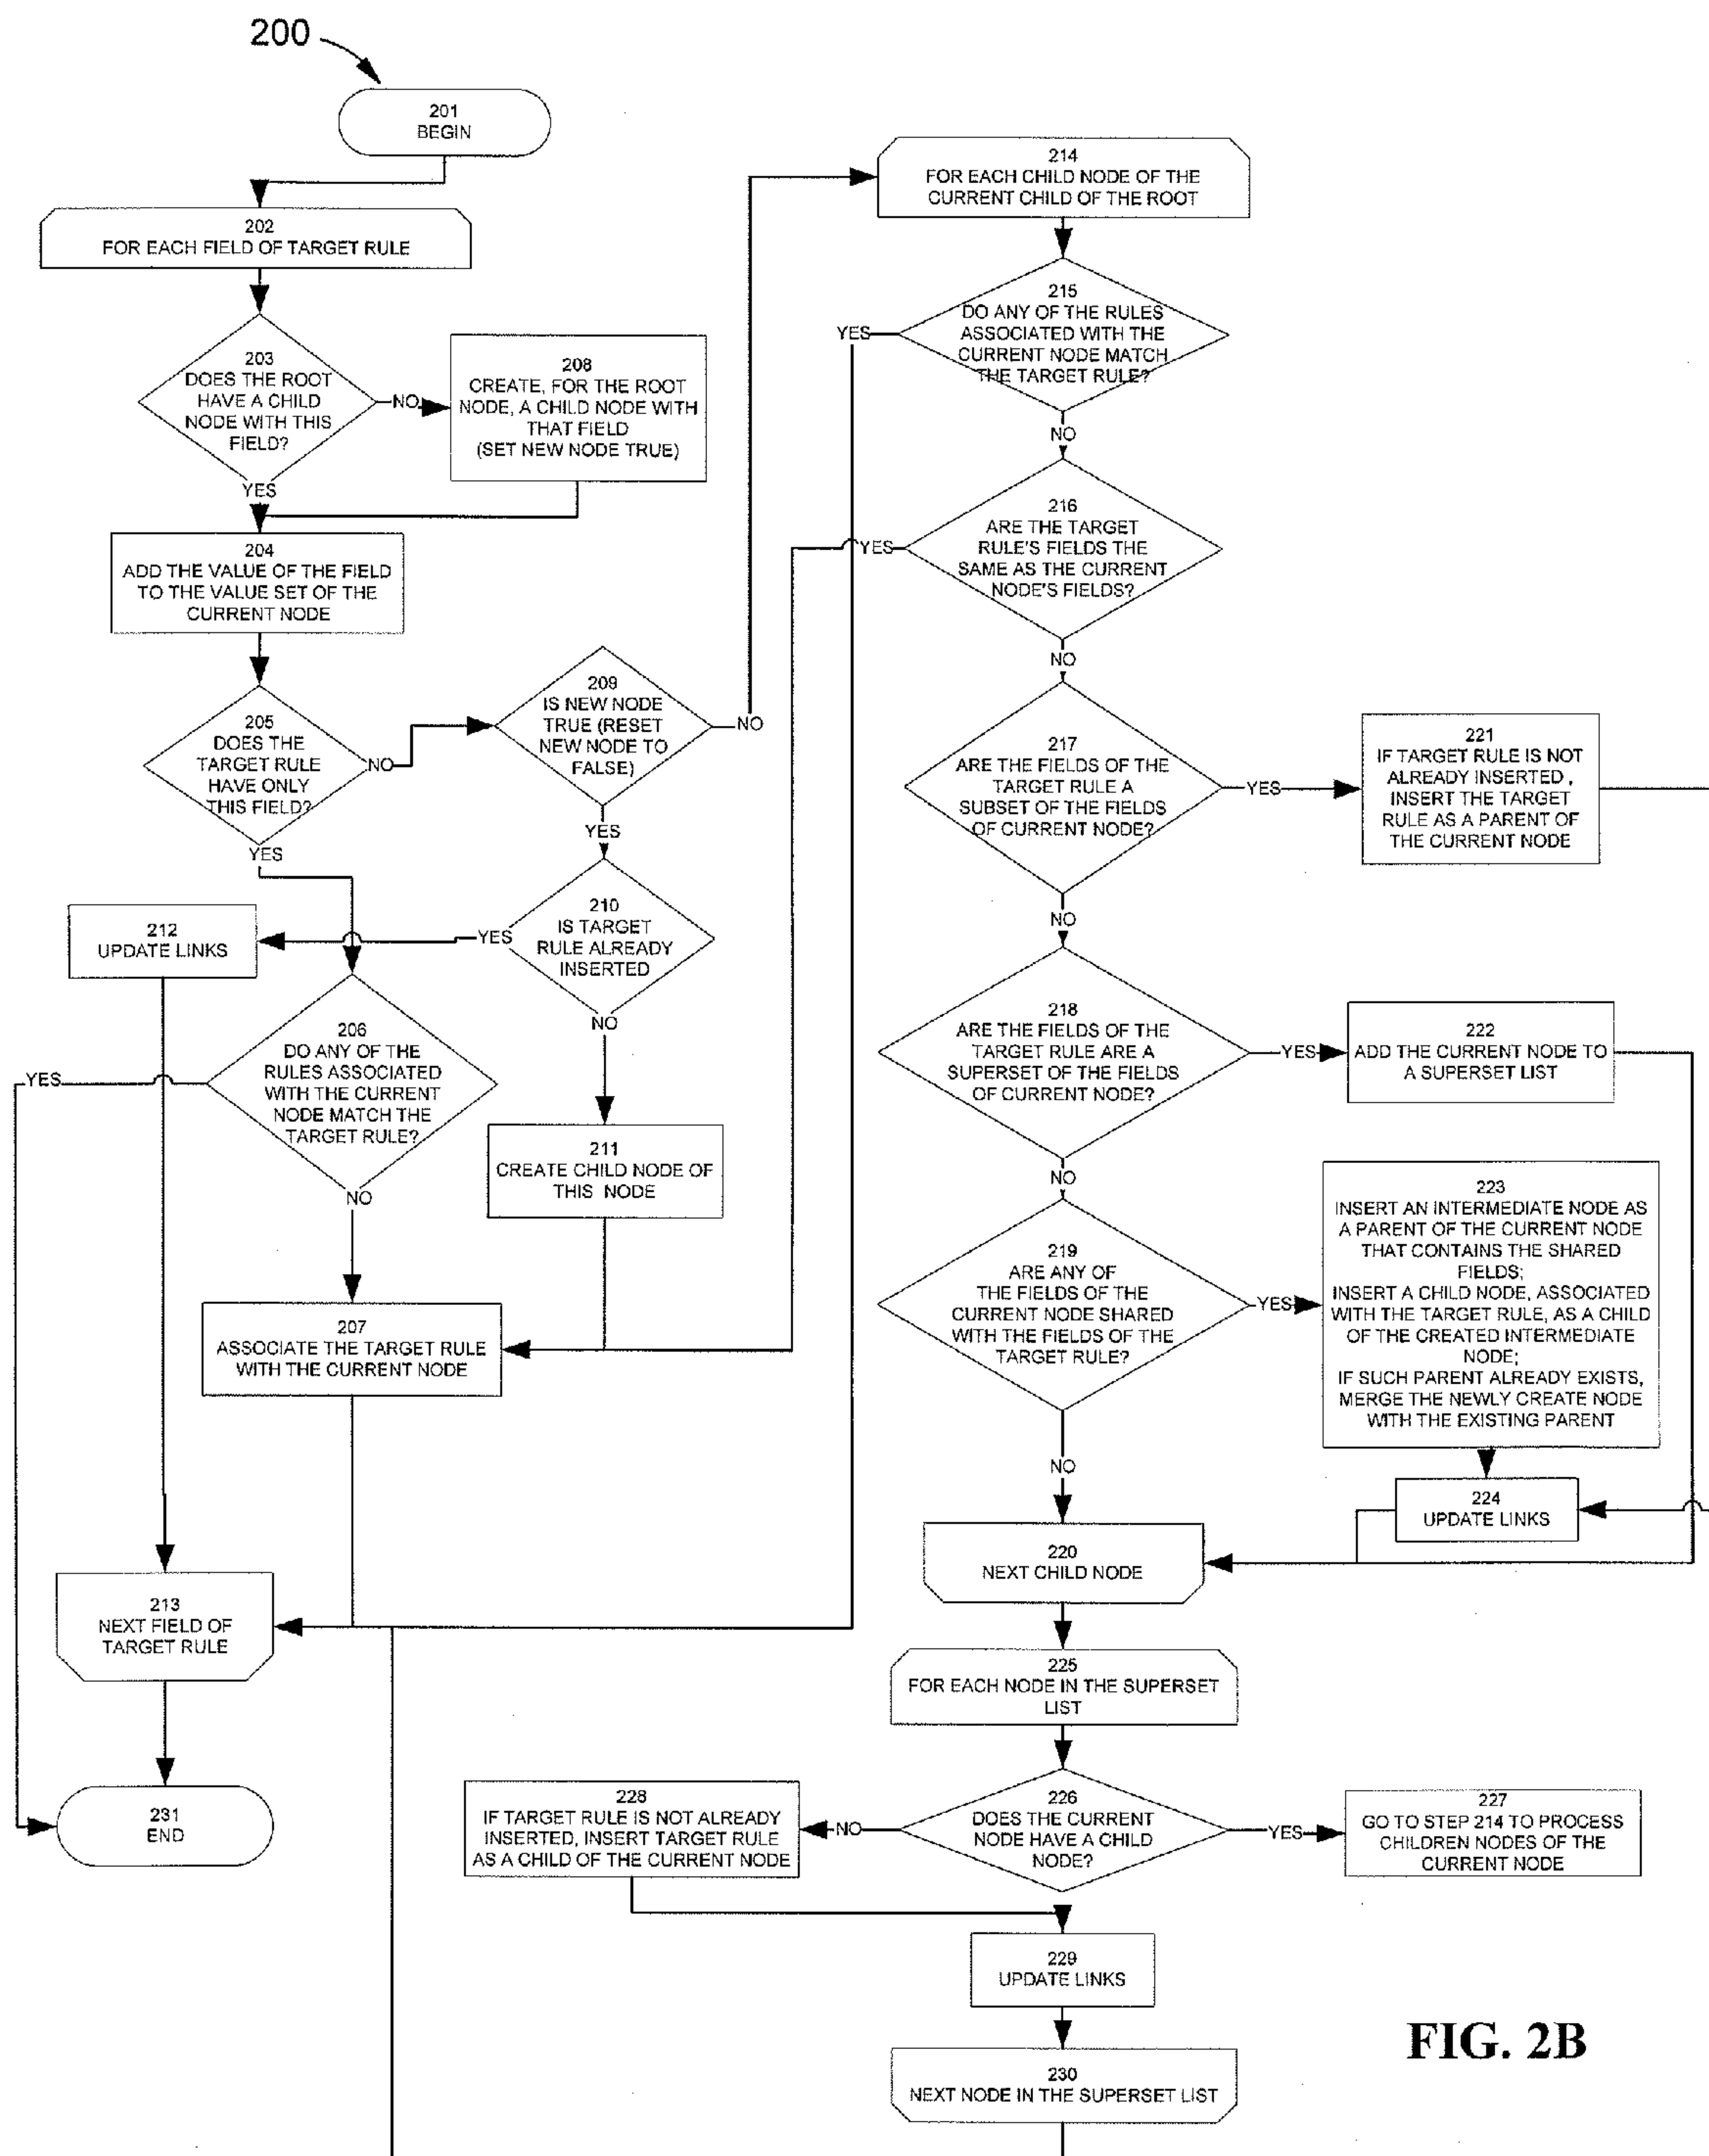 200
201
BEGIN
202
FOR EACH FIELD OF TARGET RULE
203
DOES THE ROOT
HAVE A CHILD
NODE WITH THIS
FIELD?
NO
208
CREATE, FOR THE ROOT
NODE, A CHILD NODE WITH
THAT FIELD
(SET NEW NODE TRUE)
YES
204
ADD THE VALUE OF THE FIELD
TO THE VALUE SET OF THE
CURRENT NODE
205
DOES THE
TARGET RULE
HAVE ONLY
THIS FIELD?
NO
YES
209
IS NEW NODE
TRUE (RESET
NEW NODE TO
FALSE)
NO
YES
210
IS TARGET
RULE ALREADY
INSERTED
YES
NO
212
UPDATE LINKS
206
DO ANY OF THE
RULES ASSOCIATED
WITH THE CURRENT
NODE MATCH THE
TARGET RULE?
YES
NO
211
CREATE CHILD NODE OF
THIS NODE
207
ASSOCIATE THE TARGET RULE
WITH THE CURRENT NODE
213
NEXT FIELD OF
TARGET RULE
231
END
214
FOR EACH CHILD NODE OF THE
CURRENT CHILD OF THE ROOT
215
DO ANY OF THE RULES
ASSOCIATED WITH THE
CURRENT NODE MATCH
THE TARGET RULE?
YES
NO
216
ARE THE TARGET
RULE'S FIELDS THE
SAME AS THE CURRENT
NODE'S FIELDS?
YES
NO
217
ARE THE FIELDS OF THE
TARGET RULE A
SUBSET OF THE FIELDS
OF CURRENT NODE?
YES
NO
221
IF TARGET RULE IS NOT
ALREADY INSERTED ,
INSERT THE TARGET
RULE AS A PARENT OF
THE CURRENT NODE
218
ARE THE FIELDS OF THE
TARGET RULE ARE A
SUPERSET OF THE FIELDS
OF CURRENT NODE?
YES
NO
222
ADD THE CURRENT NODE TO
A SUPERSET LIST
219
ARE ANY OF
THE FIELDS OF THE
CURRENT NODE SHARED
WITH THE FIELDS OF THE
TARGET RULE?
YES
NO
223
INSERT AN INTERMEDIATE NODE AS
A PARENT OF THE CURRENT NODE
THAT CONTAINS THE SHARED
FIELDS;
INSERT A CHILD NODE, ASSOCIATED
WITH THE TARGET RULE, AS A CHILD
OF THE CREATED INTERMEDIATE
NODE;
IF SUCH PARENT ALREADY EXISTS,
MERGE THE NEWLY CREATE NODE
WITH THE EXISTING PARENT
224
UPDATE LINKS
220
NEXT CHILD NODE
225
FOR EACH NODE IN THE SUPERSET
LIST
226
DOES THE CURRENT
NODE HAVE A CHILD
NODE?
NO
YES
228
IF TARGET RULE IS NOT ALREADY
INSERTED, INSERT TARGET RULE
AS A CHILD OF THE CURRENT NODE
227
GO TO STEP 214 TO PROCESS
CHILDREN NODES OF THE
CURRENT NODE
229
UPDATE LINKS
230
NEXT NODE IN THE SUPERSET LIST
FIG. 2B